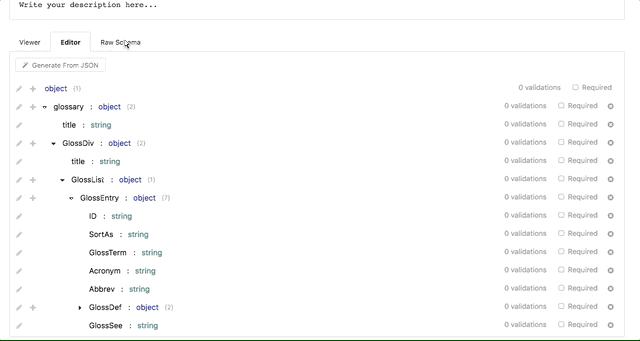 Write your description here...
Viewer Editor Raw Schema
Generate From JSON
object {1} 0 validations Required
glossary : object {2} 0 validations Required
title : string 0 validations Required
GlossDiv : object {2} 0 validations Required
title : string 0 validations Required
GlossList : object {1} 0 validations Required
GlossEntry : object {7} 0 validations Required
ID : string 0 validations Required
SortAs : string 0 validations Required
GlossTerm : string 0 validations Required
Acronym : string 0 validations Required
Abbrev : string 0 validations Required
GlossDef : object {2} 0 validations Required
GlossSee : string 0 validations Required